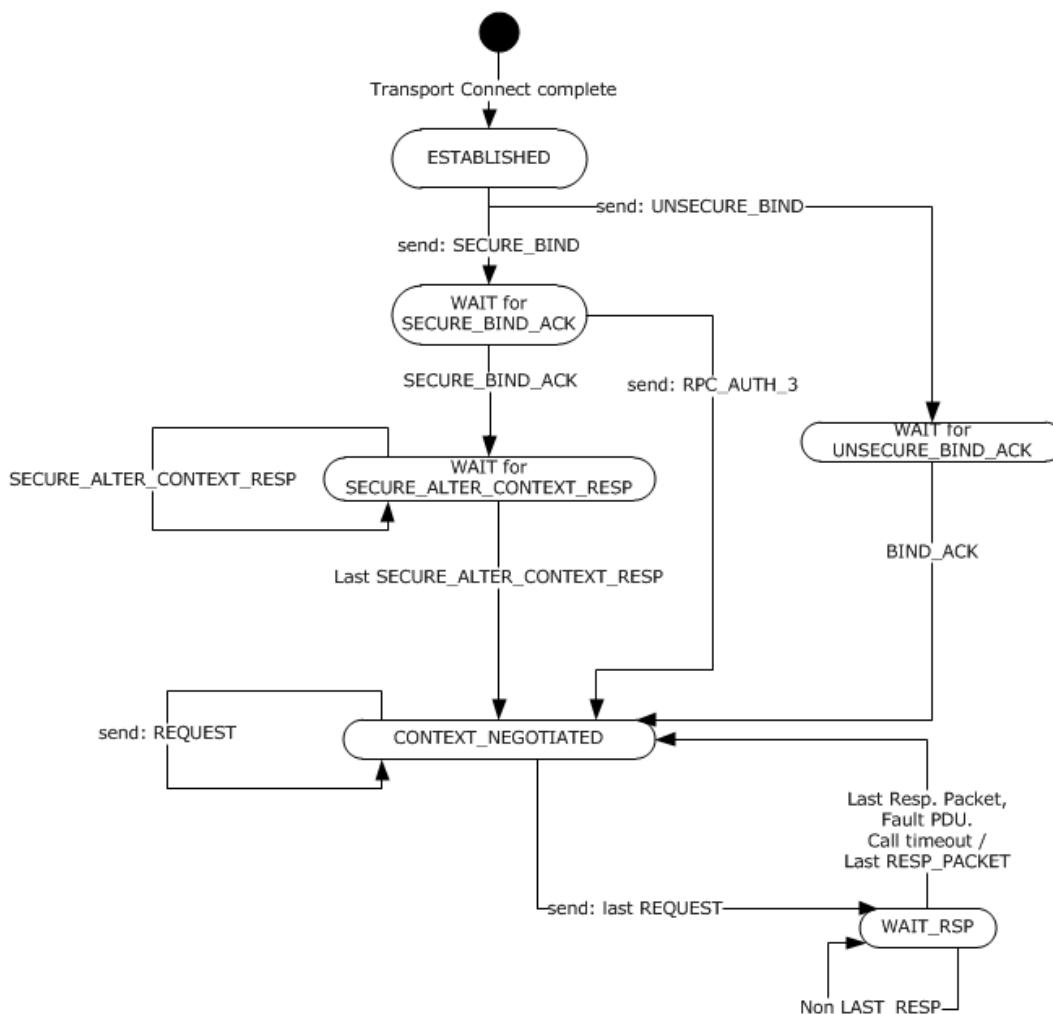 Transport Connect complete
ESTABLISHED
send: UNSECURE_BIND
send: SECURE_BIND
WAIT for
SECURE_BIND_ACK
SECURE_BIND_ACK
send: RPC_AUTH_3
WAIT for
UNSECURE_BIND_ACK
WAIT for
SECURE_ALTER_CONTEXT_RESP
SECURE_ALTER_CONTEXT_RESP
BIND_ACK
Last SECURE_ALTER_CONTEXT_RESP
send: REQUEST
CONTEXT_NEGOTIATED
Last Resp. Packet,
Fault PDU.
Call timeout /
Last RESP_PACKET
send: last REQUEST
WAIT_RSP
Non LAST_RESP